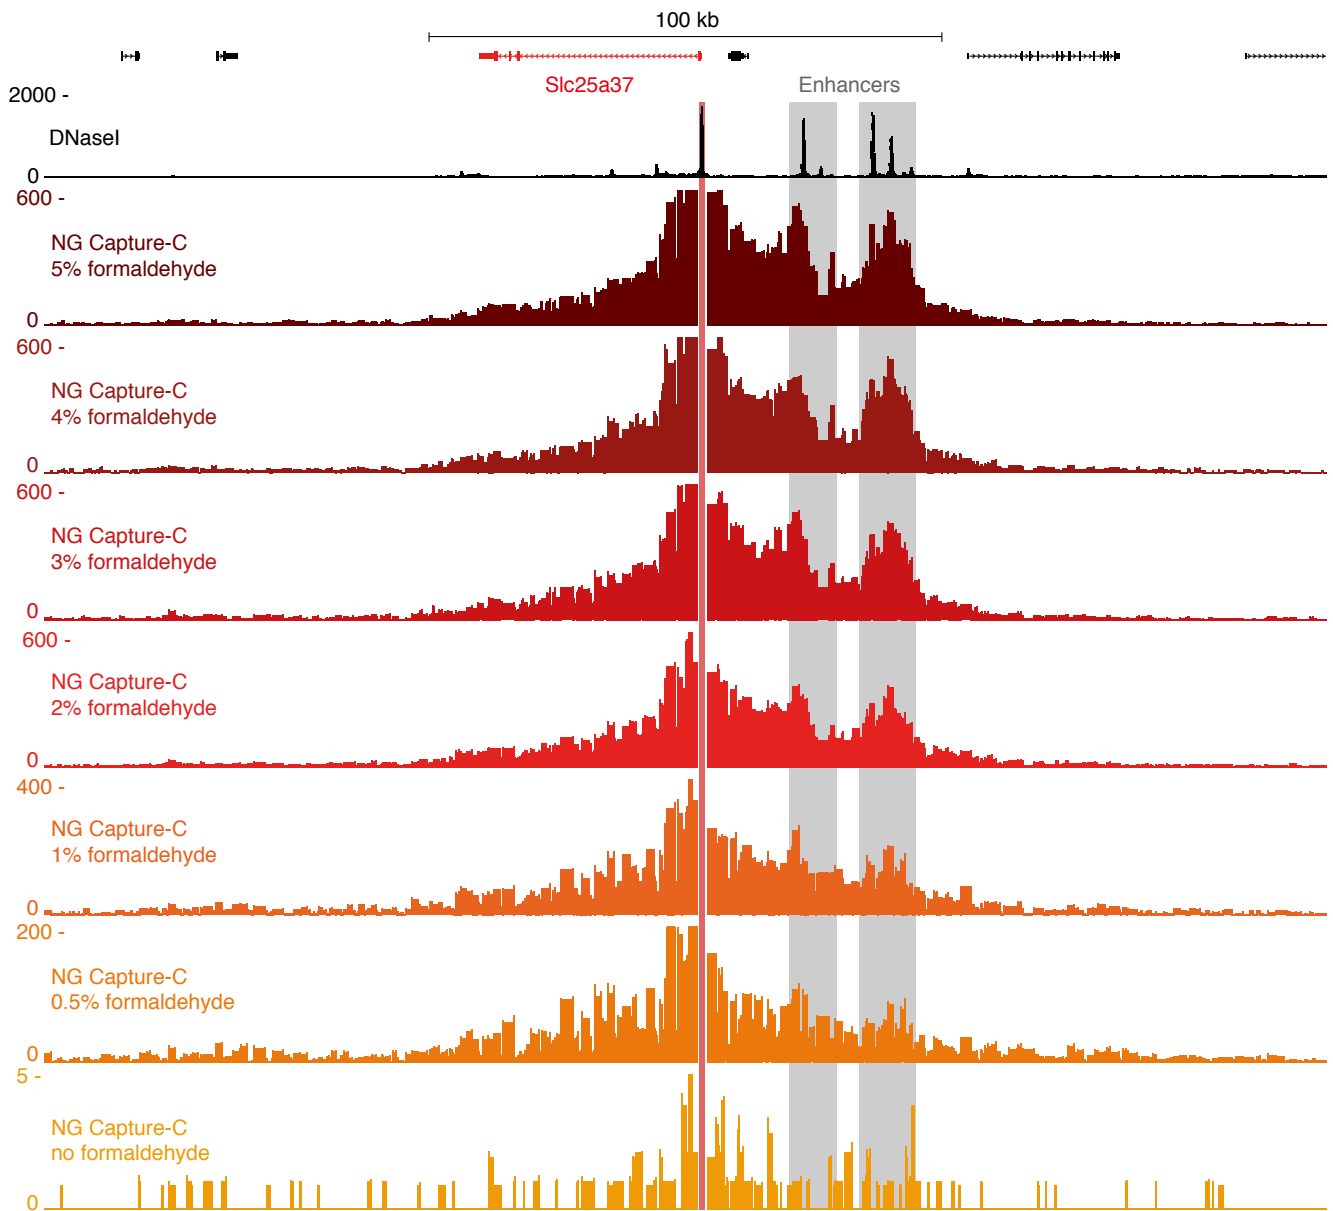 100 kb
Slc25a37
Enhancers
2000 -
DNaseI
0
600 -
NG Capture-C
5% formaldehyde
0
600 -
NG Capture-C
4% formaldehyde
0
600 -
NG Capture-C
3% formaldehyde
0
600 -
NG Capture-C
2% formaldehyde
0
400 -
NG Capture-C
1% formaldehyde
0
200 -
NG Capture-C
0.5% formaldehyde
0
5 -
NG Capture-C
no formaldehyde
0